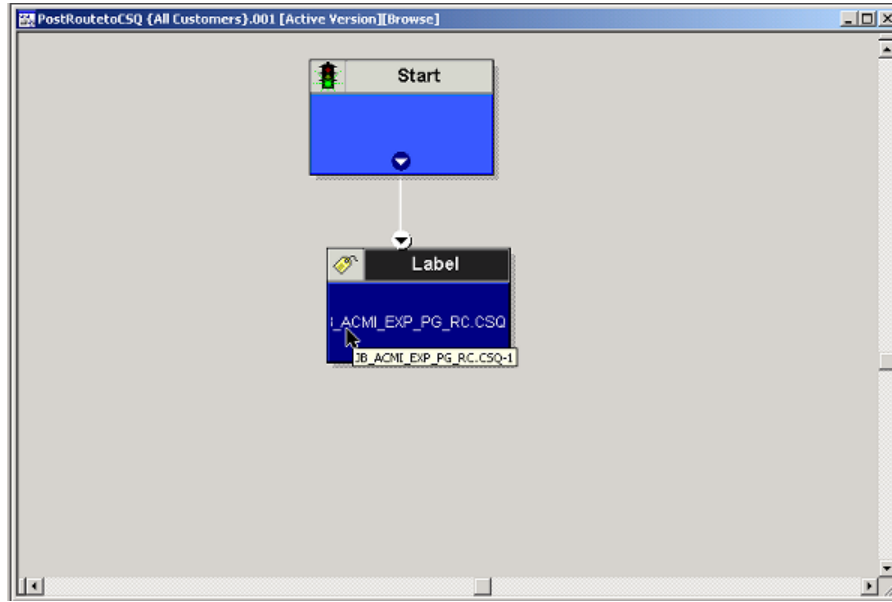 PostRoutetoCSQ {All Customers}.001 [Active Version][Browse]
Start
Label
_ACMI_EXP_PG_RC.CSQ
JB_ACMI_EXP_PG_RC.CSQ-1